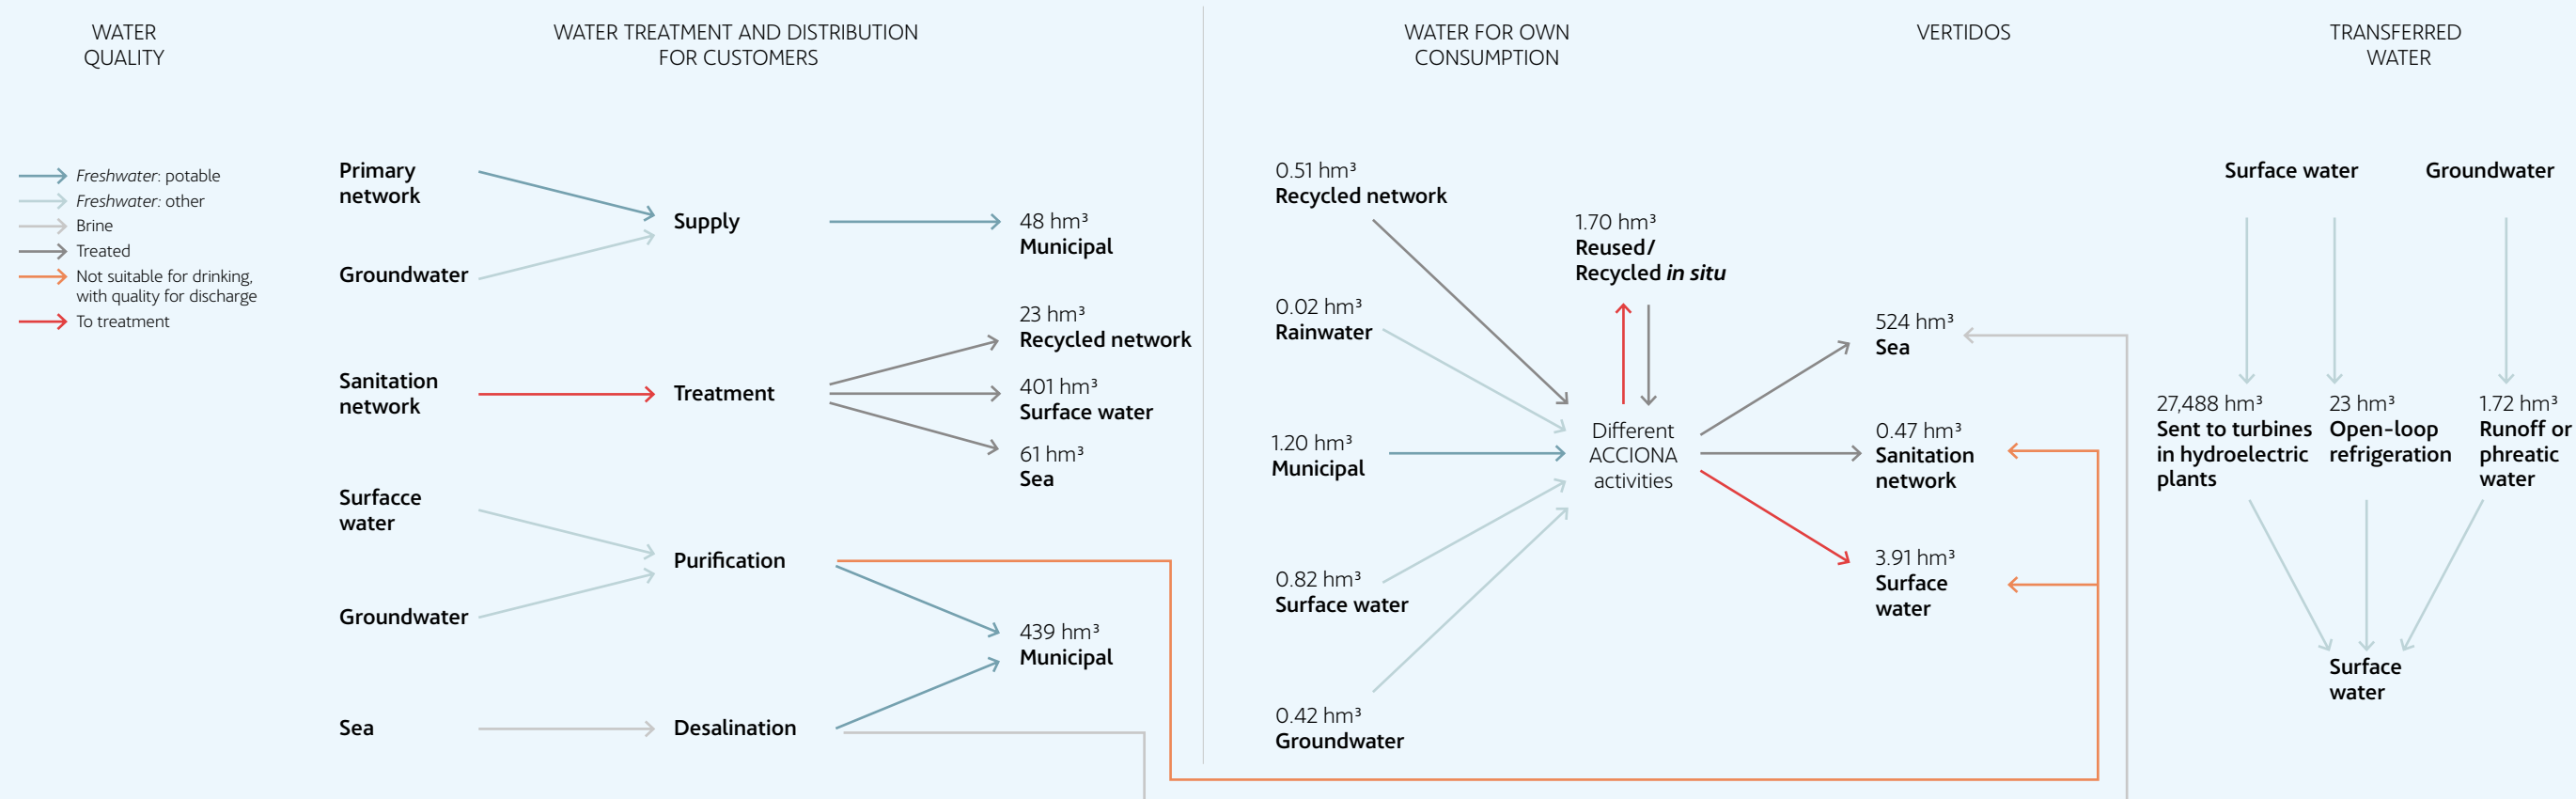 WATER
QUALITY
WATER TREATMENT AND DISTRIBUTION
FOR CUSTOMERS
WATER FOR OWN
CONSUMPTION
VERTIDOS
TRANSFERRED
WATER
Freshwater: potable
Freshwater: other
Brine
Treated
Not suitable for drinking,
with quality for discharge
To treatment
Primary
network
Groundwater
Supply
48 hm³
Municipal
Sanitation
network
Treatment
23 hm³
Recycled network
401 hm³
Surface water
61 hm³
Sea
Surfacce
water
Groundwater
Purification
Sea
Desalination
439 hm³
Municipal
0.51 hm³
Recycled network
0.02 hm³
Rainwater
1.20 hm³
Municipal
0.82 hm³
Surface water
0.42 hm³
Groundwater
1.70 hm³
Reused/
Recycled in situ
Different
ACCIONA
activities
524 hm³
Sea
0.47 hm³
Sanitation
network
3.91 hm³
Surface
water
Surface water
Groundwater
27,488 hm³
Sent to turbines
in hydroelectric
plants
23 hm³
Open-loop
refrigeration
1.72 hm³
Runoff or
phreatic
water
Surface
water